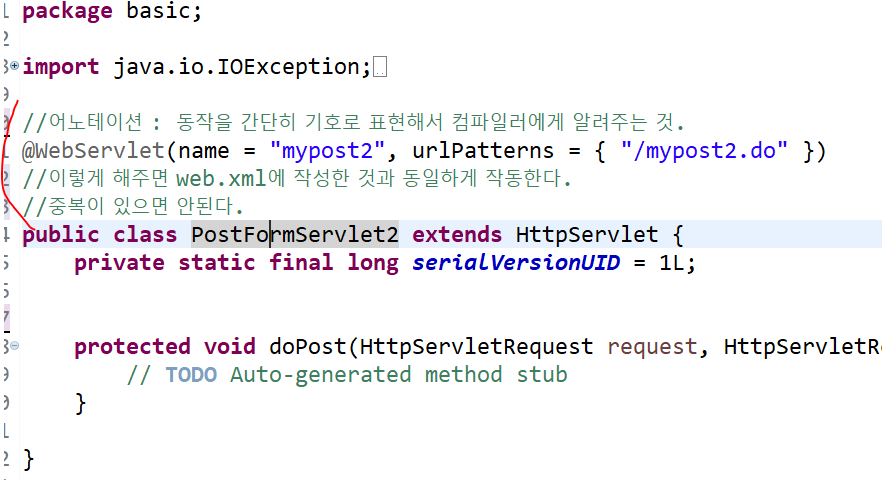 package basic;
import java.io.IOException;
//어노테이션 : 동작을 간단히 기호로 표현해서 컴파일러에게 알려주는 것.
@WebServlet(name = "mypost2", urlPatterns = { "/mypost2.do" })
//이렇게 해주면 web.xml에 작성한 것과 동일하게 작동한다.
//중복이 있으면 안된다.
public class PostFormServlet2 extends HttpServlet {
private static final long serialVersionUID = 1L;
protected void doPost(HttpServletRequest request,
// TODO Auto-generated method stub
}
}